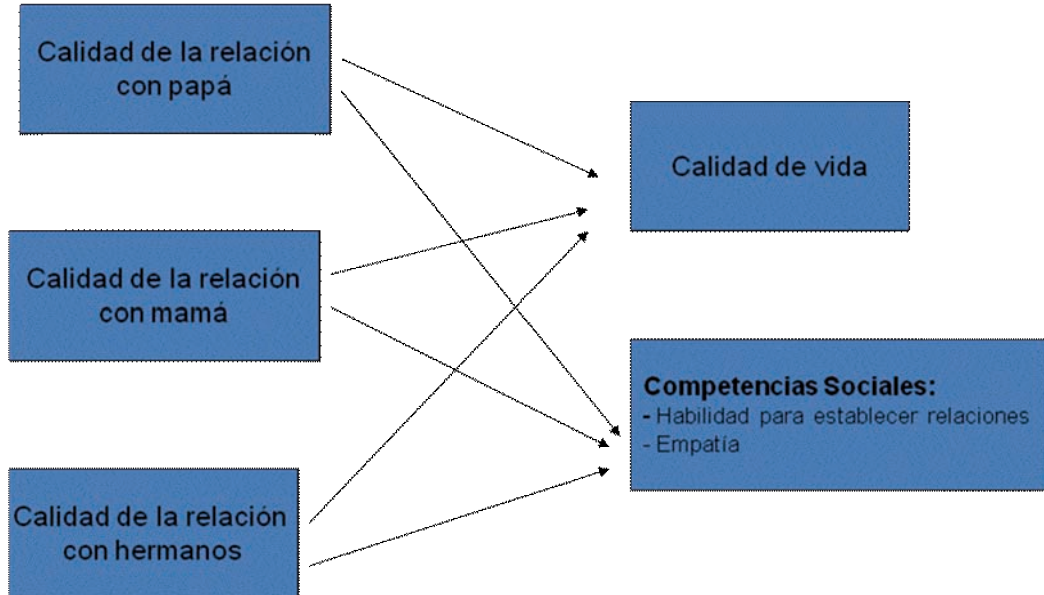 Calidad de la relación
con papá
Calidad de vida
Calidad de la relación
con mamá
Competencias Sociales:
- Habilidad para establecer relaciones
- Empatía
Calidad de la relación
con hermanos